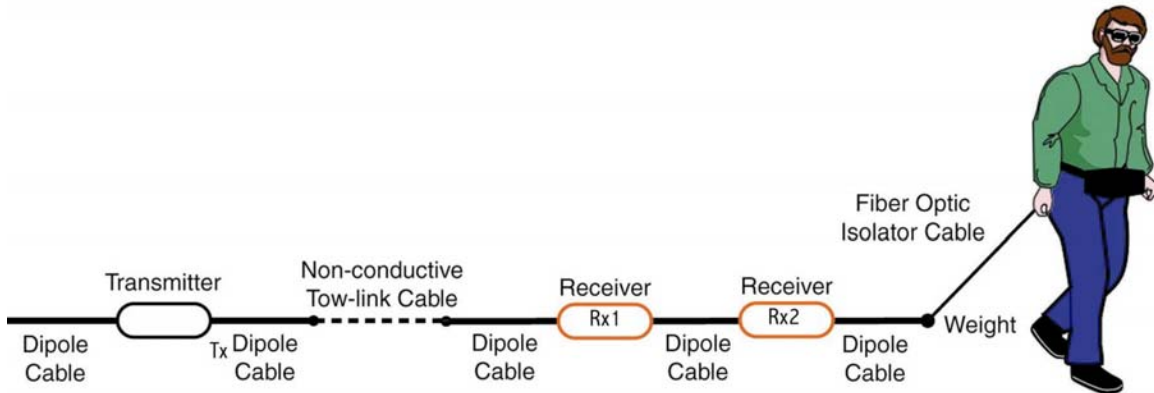 Fiber Optic
Isolator Cable
Transmitter
Non-conductive
Tow-link Cable
Receiver
Receiver
Rx1
Rx2
Weight
Dipole
Cable
Tx
Dipole
Cable
Dipole
Cable
Dipole
Cable
Dipole
Cable